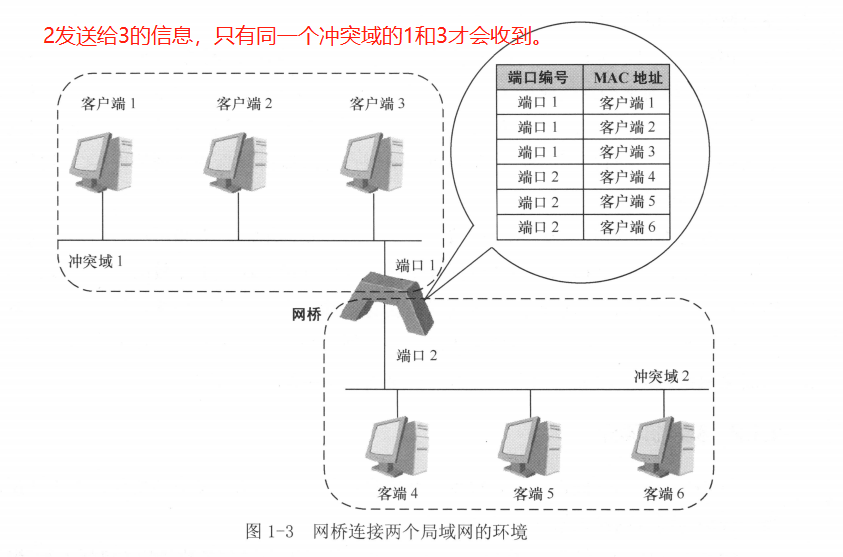 2发送给3的信息，只有同一个冲突域的1和3才会收到。
端口编号 MAC 地址
端口 1 客户端 1
端口 1 客户端 2
端口 1 客户端 3
端口 2 客户端 4
端口 2 客户端 5
端口 2 客户端 6
客户端 1 客户端 2 客户端 3
冲突域 1
端口 1
网桥
端口 2
冲突域 2
客端 4 客端 5 客端 6
图 1-3 网桥连接两个局域网的环境